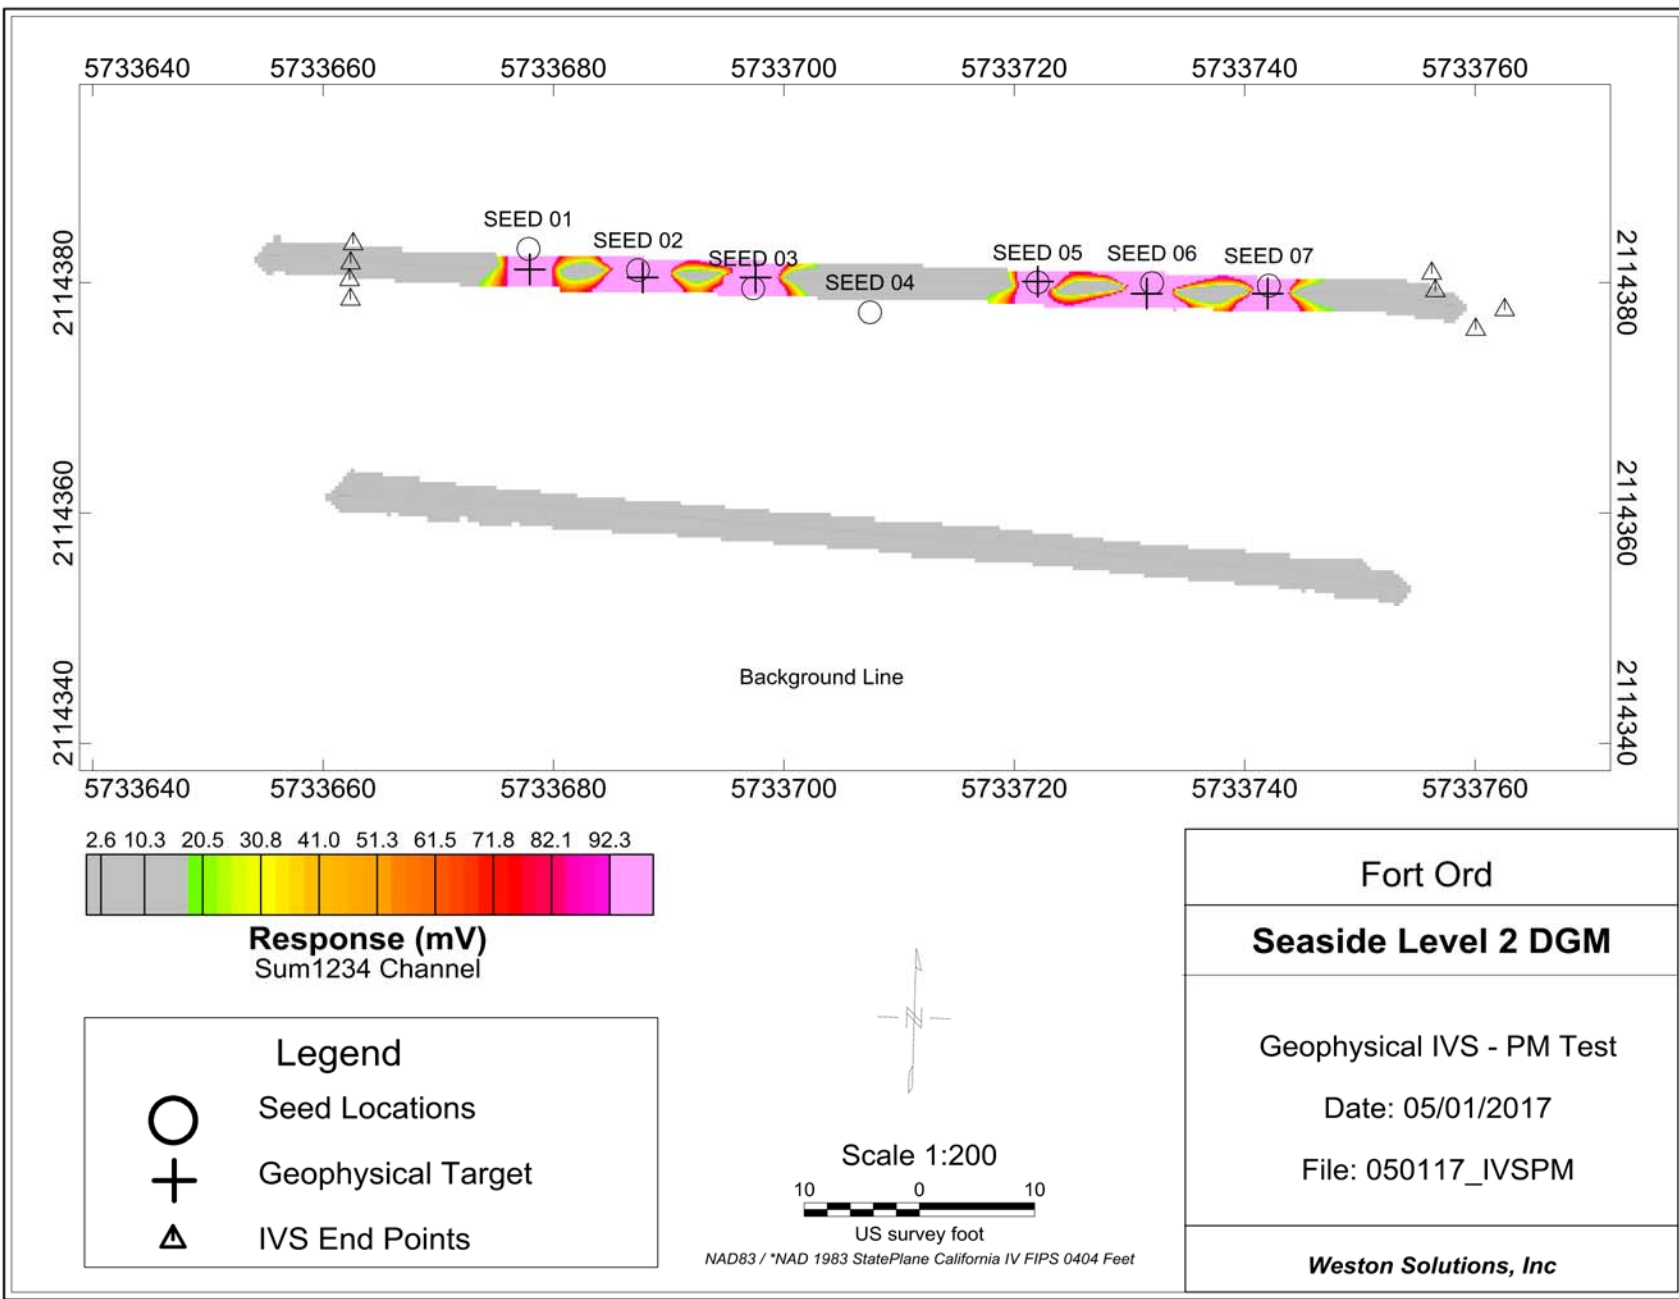 5733640 5733660 5733680 5733700 5733720 5733740 5733760
2114380
2114360
2114340
SEED 01
SEED 02
SEED 03
SEED 04
SEED 05
SEED 06
SEED 07
2114380
2114360
2114340
Background Line
5733640 5733660 5733680 5733700 5733720 5733740 5733760
2.6 10.3 20.5 30.8 41.0 51.3 61.5 71.8 82.1 92.3
Response (mV)
Sum1234 Channel
Legend
Seed Locations
Geophysical Target
IVS End Points
N
Scale 1:200
10 0 10
US survey foot
NAD83 / *NAD 1983 StatePlane California IV FIPS 0404 Feet
Fort Ord
Seaside Level 2 DGM
Geophysical IVS - PM Test
Date: 05/01/2017
File: 050117_IVSPM
Weston Solutions, Inc